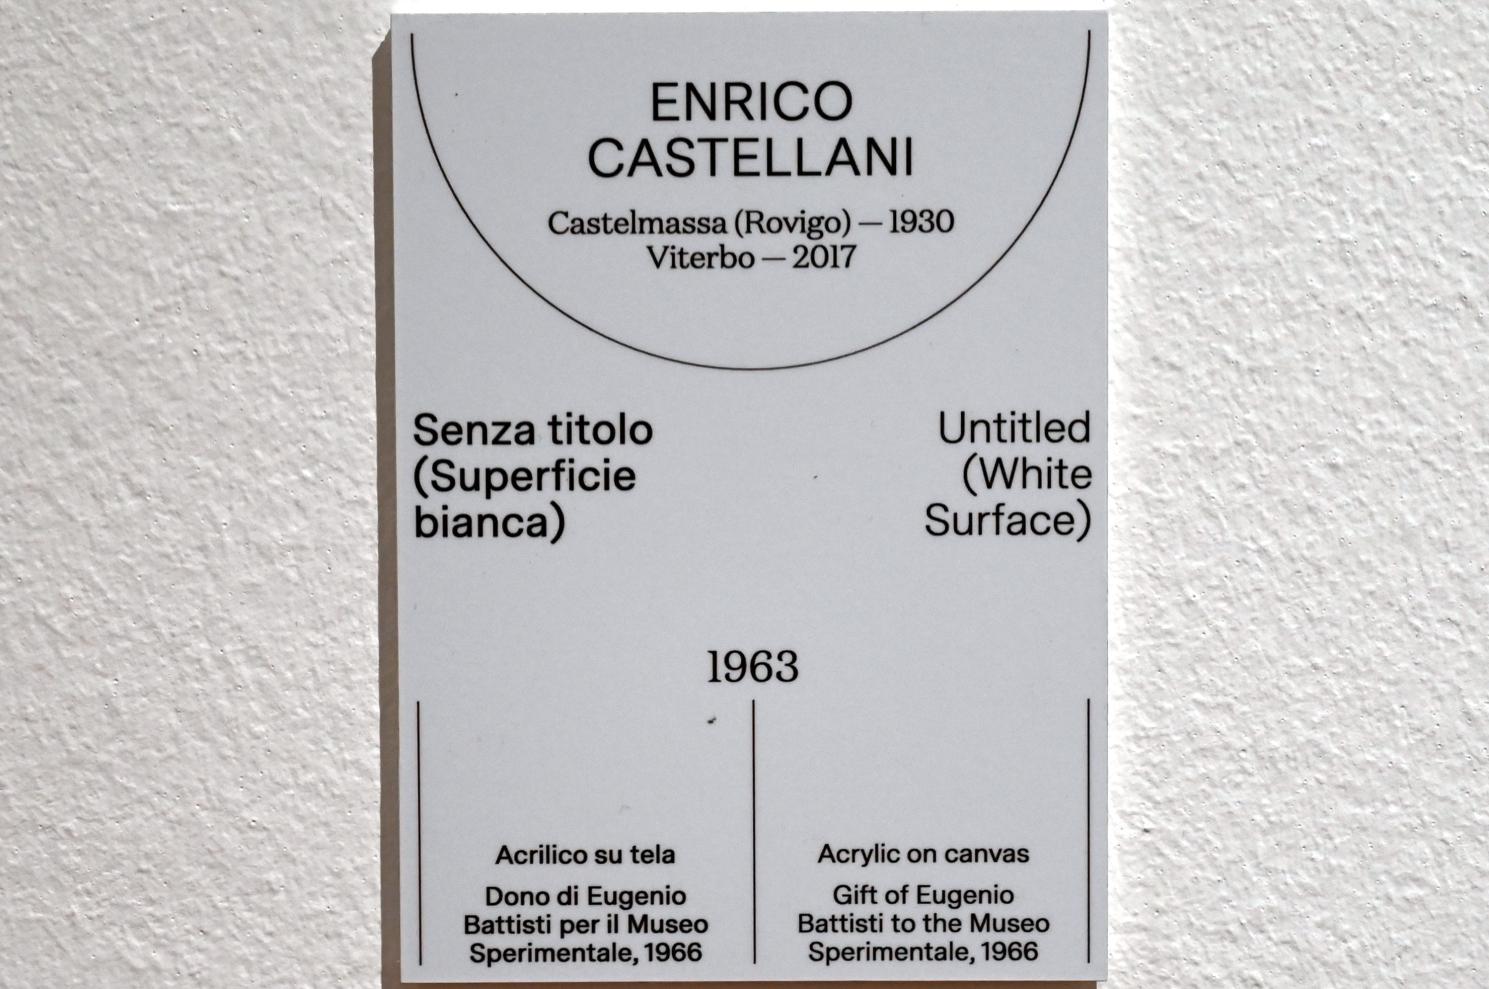 ENRICO
CASTELLANI
Castelmassa (Rovigo) — 1930
Viterbo — 2017
Senza titolo
(Superficie
bianca)
Untitled
(White
Surface)
1963
Acrilico su tela
Dono di Eugenio
Battisti per il Museo
Sperimentale, 1966
Acrylic on canvas
Gift of Eugenio
Battisti to the Museo
Sperimentale, 1966